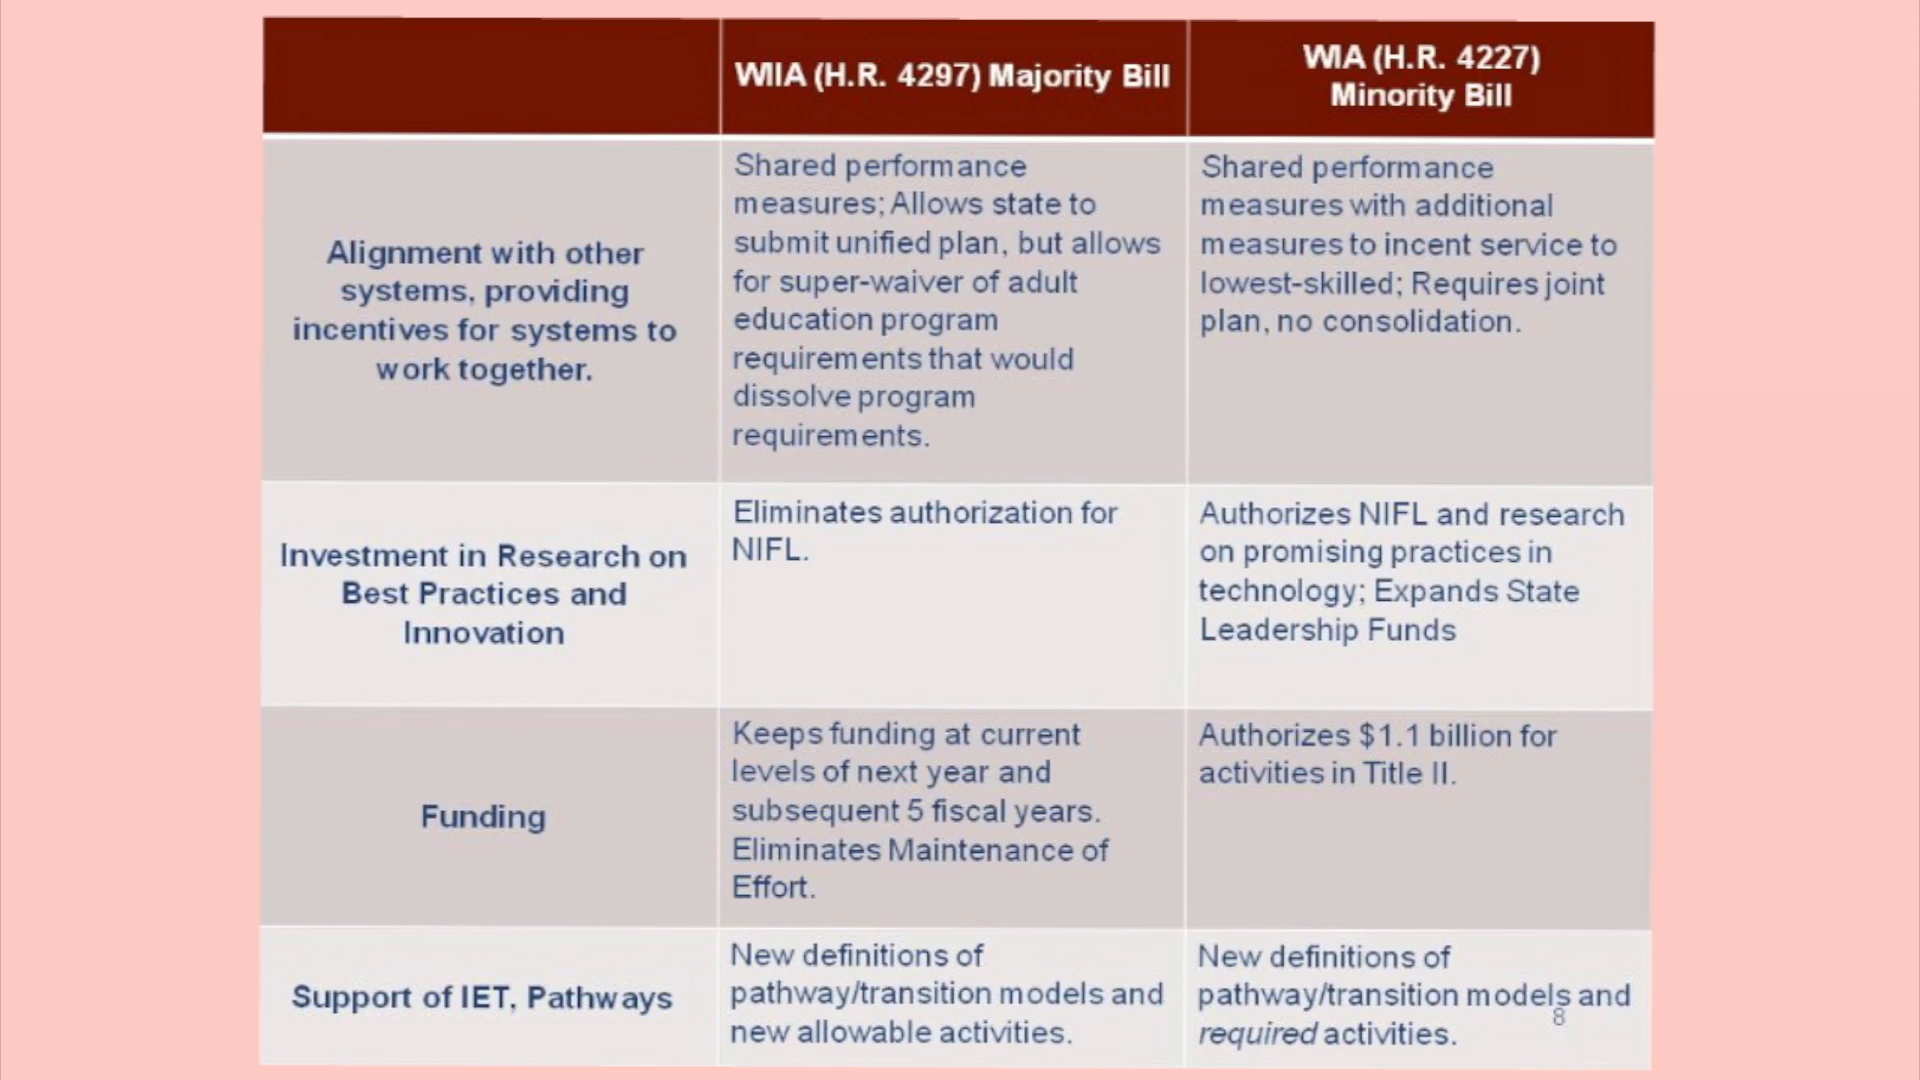 WIIA (H.R. 4297) Majority Bill
WIA (H.R. 4227)
Minority Bill
Alignment with other
systems, providing
incentives for systems to
work together.
Shared performance
measures; Allows state to
submit unified plan, but allows
for super-waiver of adult
education program
requirements that would
dissolve program
requirements.
Shared performance
measures with additional
measures to incent service to
lowest-skilled; Requires joint
plan, no consolidation.
Investment in Research on
Best Practices and
Innovation
Eliminates authorization for
NIFL.
Authorizes NIFL and research
on promising practices in
technology; Expands State
Leadership Funds
Funding
Keeps funding at current
levels of next year and
subsequent 5 fiscal years.
Eliminates Maintenance of
Effort.
Authorizes $1.1 billion for
activities in Title II.
Support of IET, Pathways
New definitions of
pathway/transition models and
new allowable activities.
New definitions of
pathway/transition models and
required activities.
8